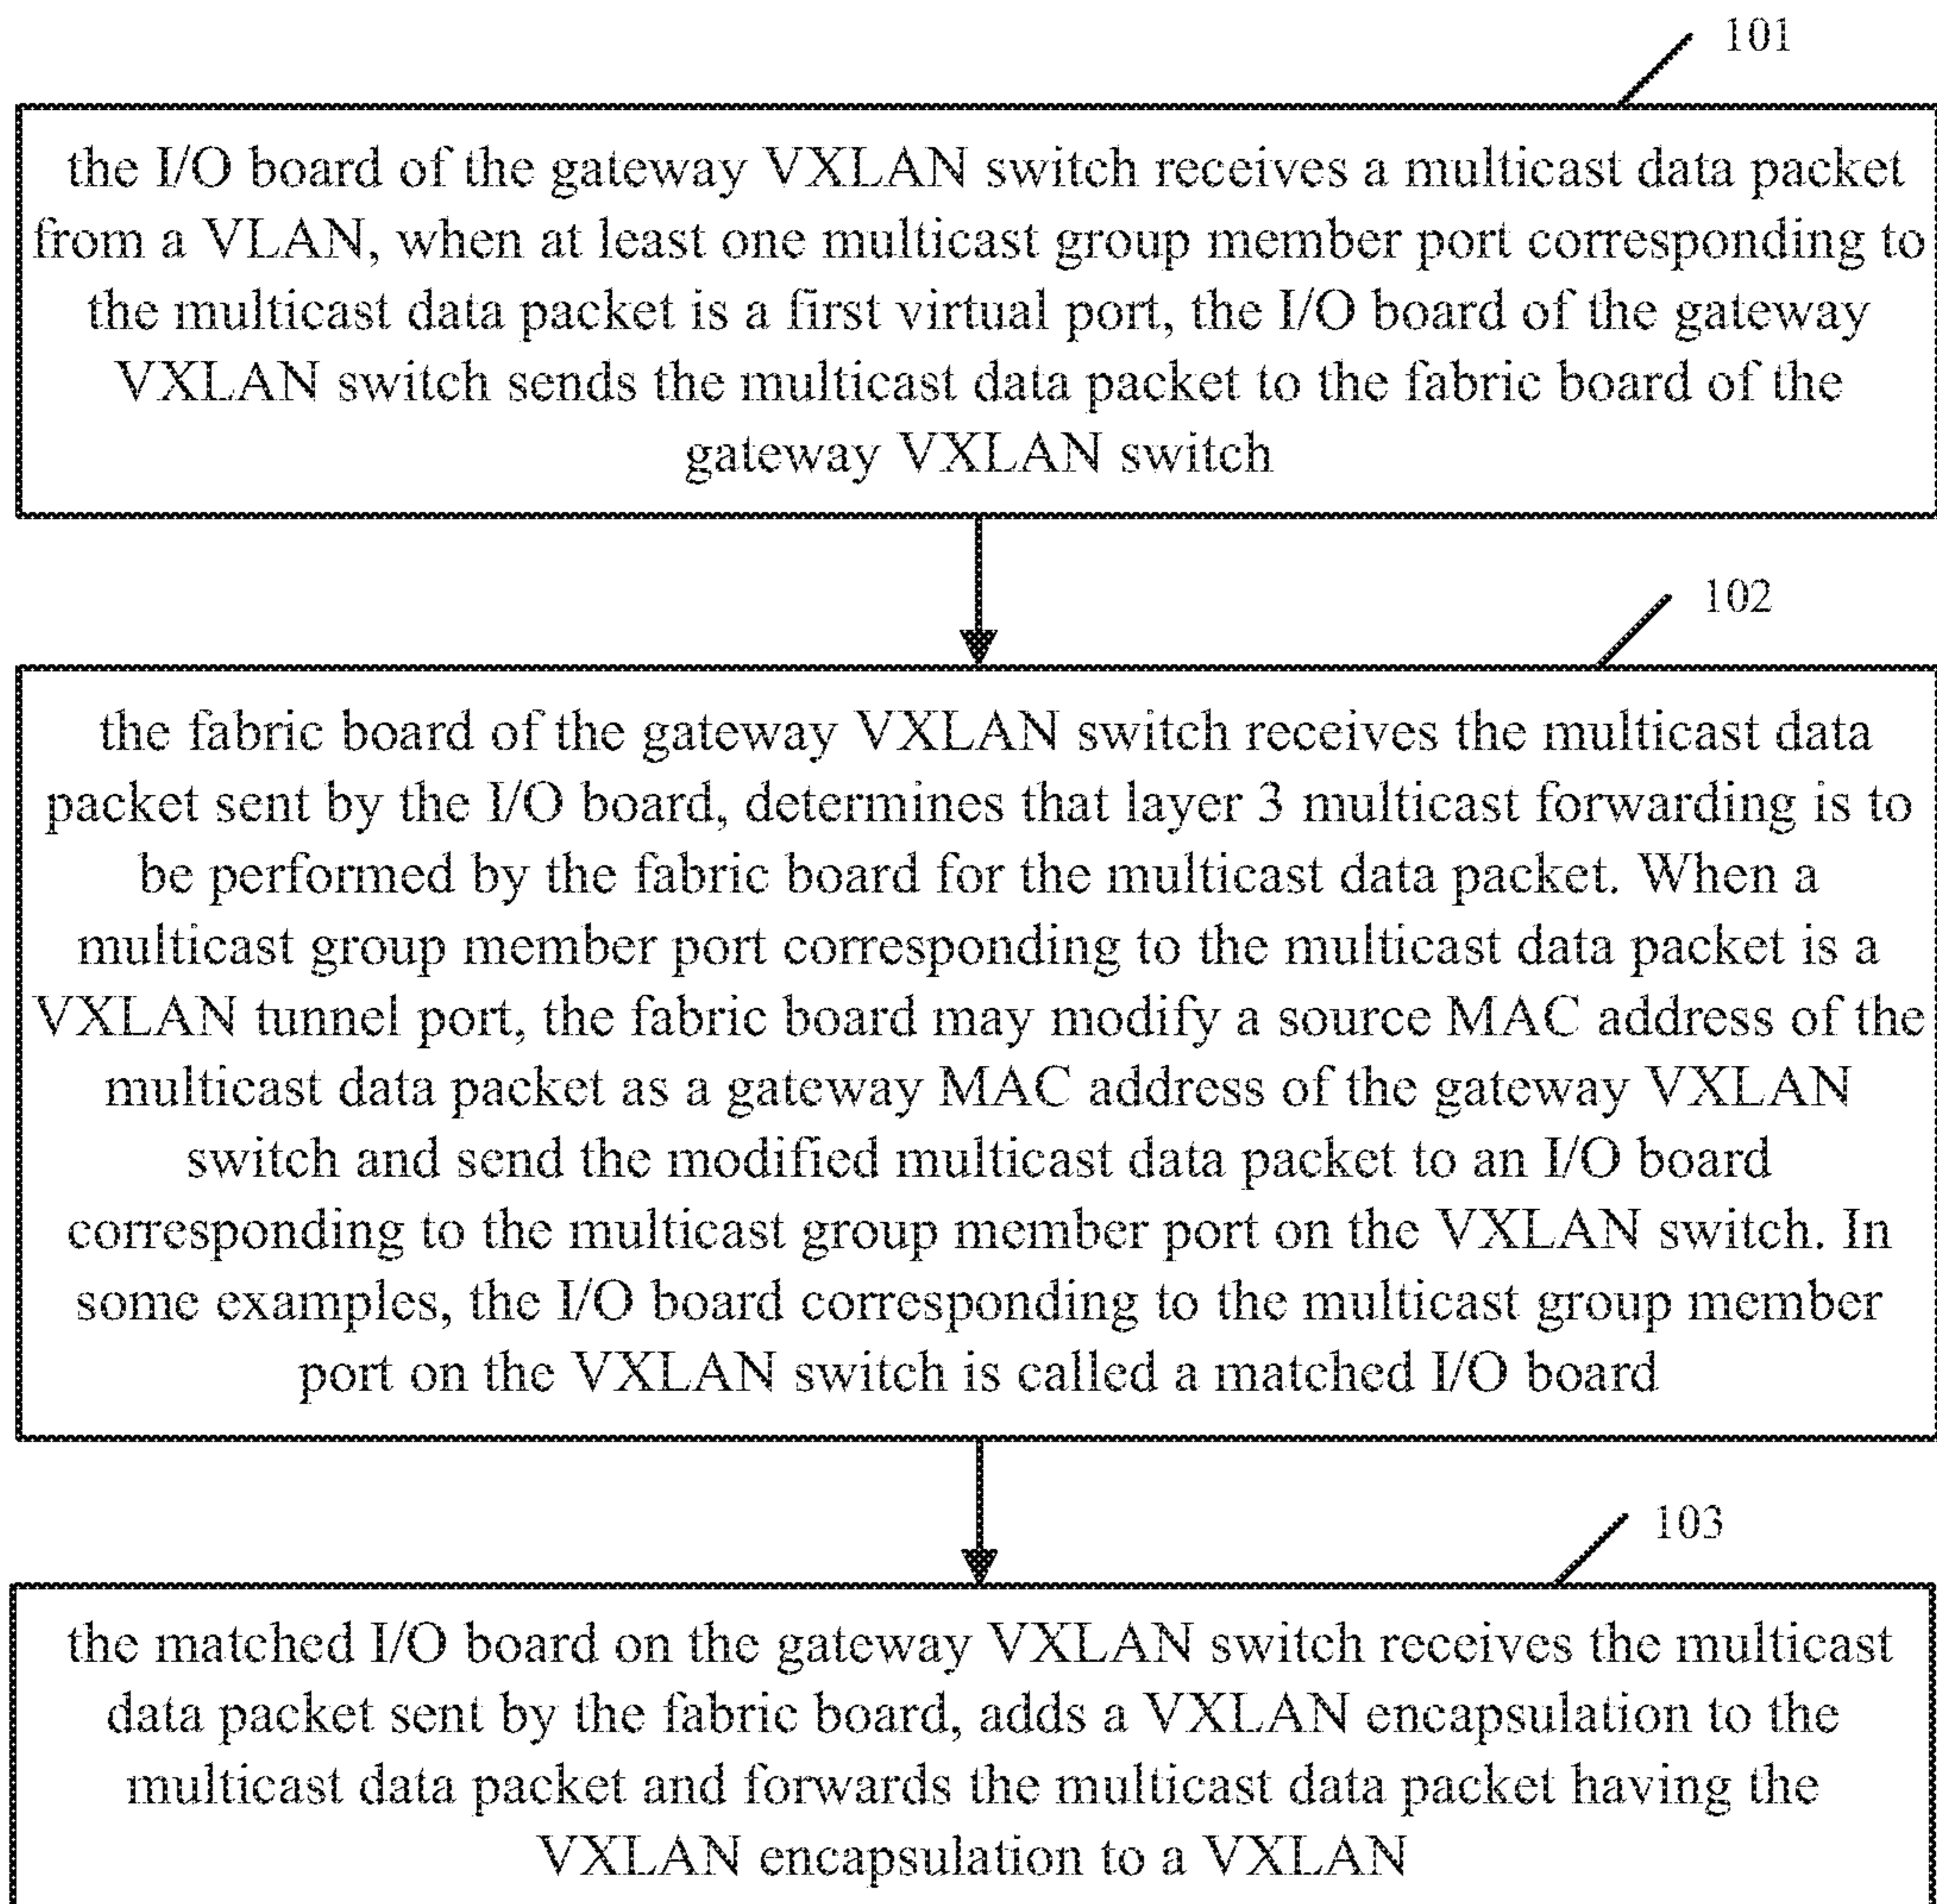 101
the I/O board of the gateway VXLAN switch receives a multicast data packet
from a VLAN, when at least one multicast group member port corresponding to
the multicast data packet is a first virtual port, the I/O board of the gateway
VXLAN switch sends the multicast data packet to the fabric board of the
gateway VXLAN switch
102
the fabric board of the gateway VXLAN switch receives the multicast data
packet sent by the I/O board, determines that layer 3 multicast forwarding is to
be performed by the fabric board for the multicast data packet. When a
multicast group member port corresponding to the multicast data packet is a
VXLAN tunnel port, the fabric board may modify a source MAC address of the
multicast data packet as a gateway MAC address of the gateway VXLAN
switch and send the modified multicast data packet to an I/O board
corresponding to the multicast group member port on the VXLAN switch. In
some examples, the I/O board corresponding to the multicast group member
port on the VXLAN switch is called a matched I/O board
103
the matched I/O board on the gateway VXLAN switch receives the multicast
data packet sent by the fabric board, adds a VXLAN encapsulation to the
multicast data packet and forwards the multicast data packet having the
VXLAN encapsulation to a VXLAN